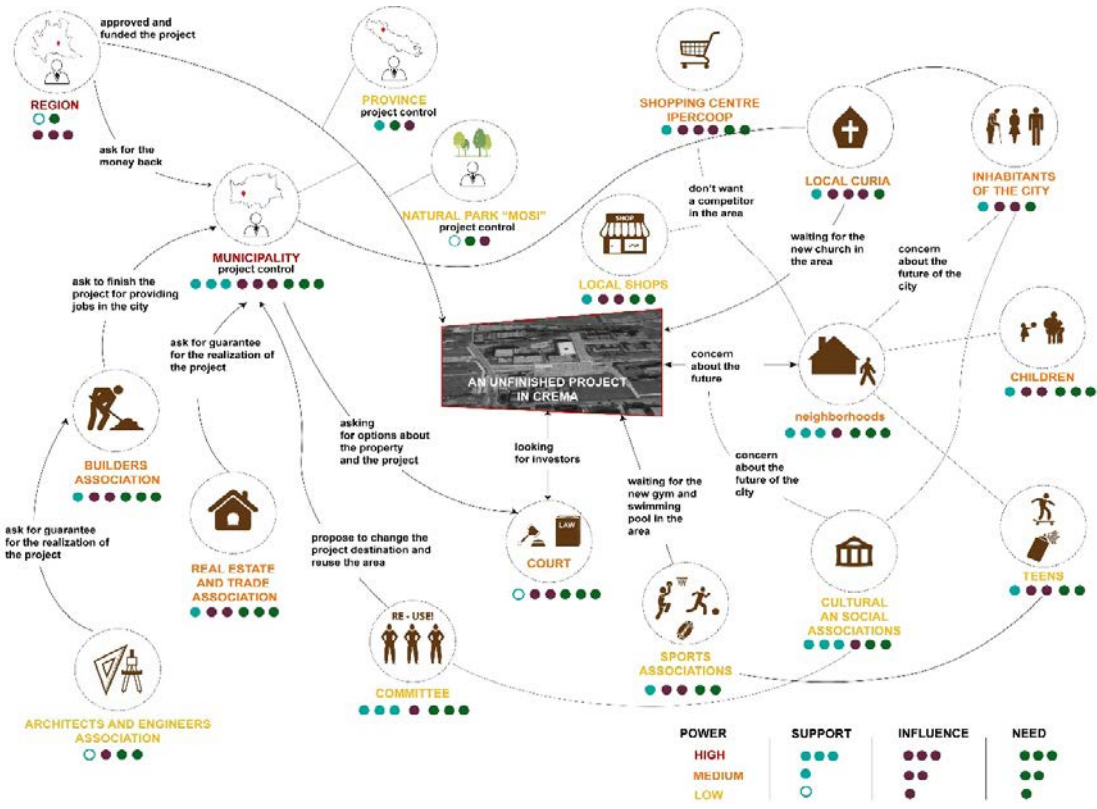 approved and
funded the project
REGION
ask for the
money back
PROVINCE
project control
NATURAL PARK "MOSI"
project control
SHOPPING CENTRE
IPERCOOP
don't want
a competitor
in the area
LOCAL CURIA
INHABITANTS
OF THE CITY
waiting for the
new church in
the area
concern
about the
future of the
city
MUNICIPALITY
project control
SHOP
LOCAL SHOPS
ask to finish the
project for providing
jobs in the city
ask for guarantee
for the realization of
the project
AN UNFINISHED PROJECT
IN CREMA
concern
about the
future
neighborhoods
CHILDREN
BUILDERS
ASSOCIATION
asking
for options about
the property
and the project
looking
for investors
waiting for the
new gym and
swimming
pool in the
area
concern
about the
future of the
city
ask for guarantee
for the realization of
the project
REAL ESTATE
AND TRADE
ASSOCIATION
propose to change the
project destination and
reuse the area
LAW
COURT
TEENS
CULTURAL
AN SOCIAL
ASSOCIATIONS
RE - USE!
COMMITTEE
SPORTS
ASSOCIATIONS
ARCHITECTS AND ENGINEERS
ASSOCIATION
POWER SUPPORT INFLUENCE NEED
HIGH
MEDIUM
LOW